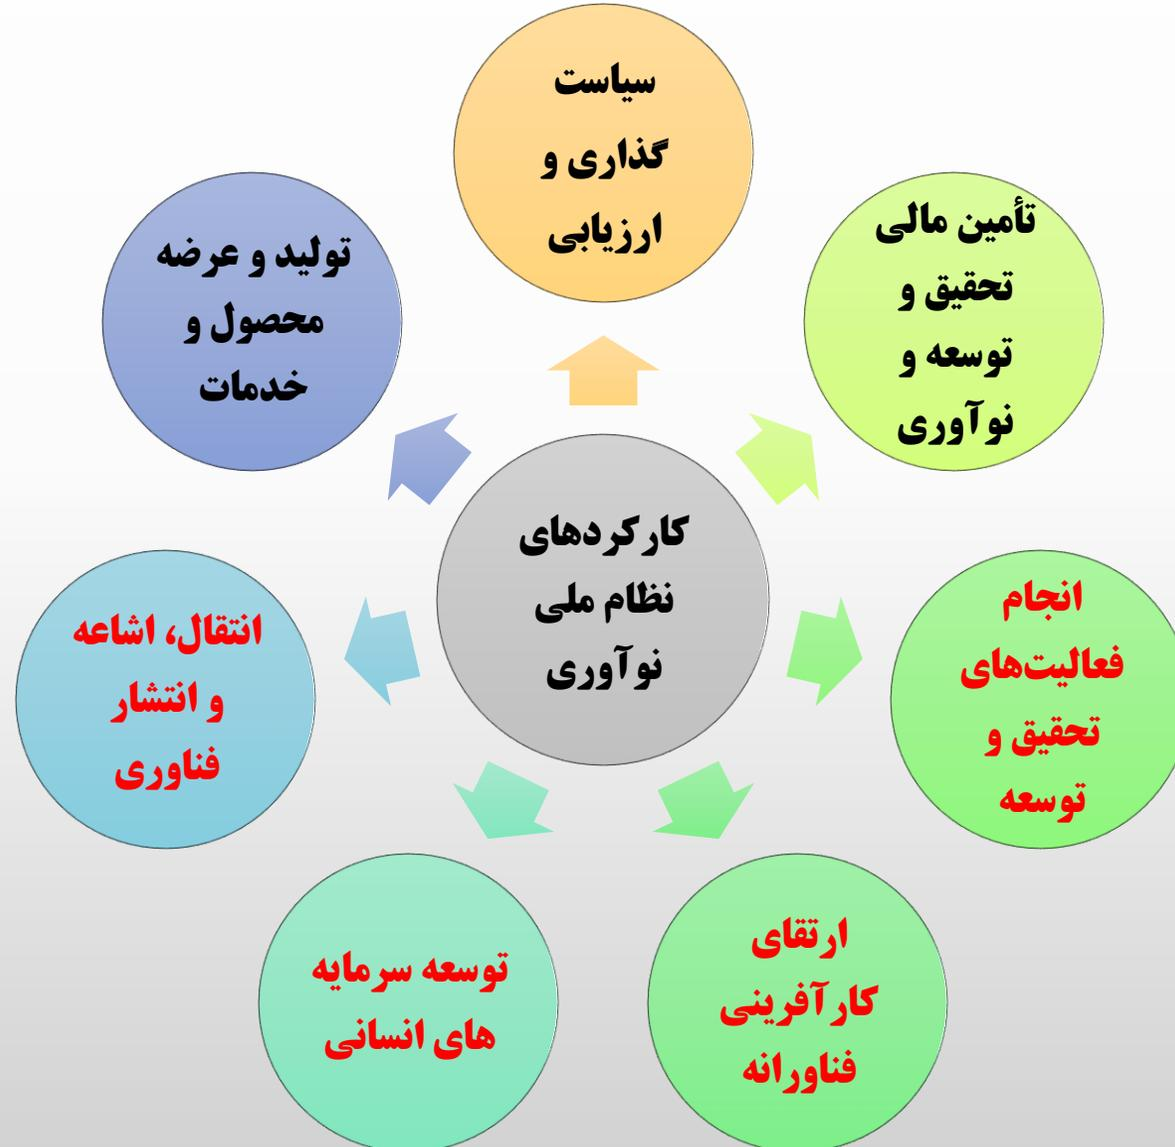 سیاست
گذاری و
ارزیابی
تأمین مالی
تحقیق و
توسعه و
نوآوری
تولید و عرضه
محصول و
خدمات
کارکردهای
نظام ملی
نوآوری
انجام
فعالیت‌های
تحقیق و
توسعه
انتقال، اشاعه
و انتشار
فناوری
ارتقای
کارآفرینی
فناورانه
توسعه سرمایه
های انسانی